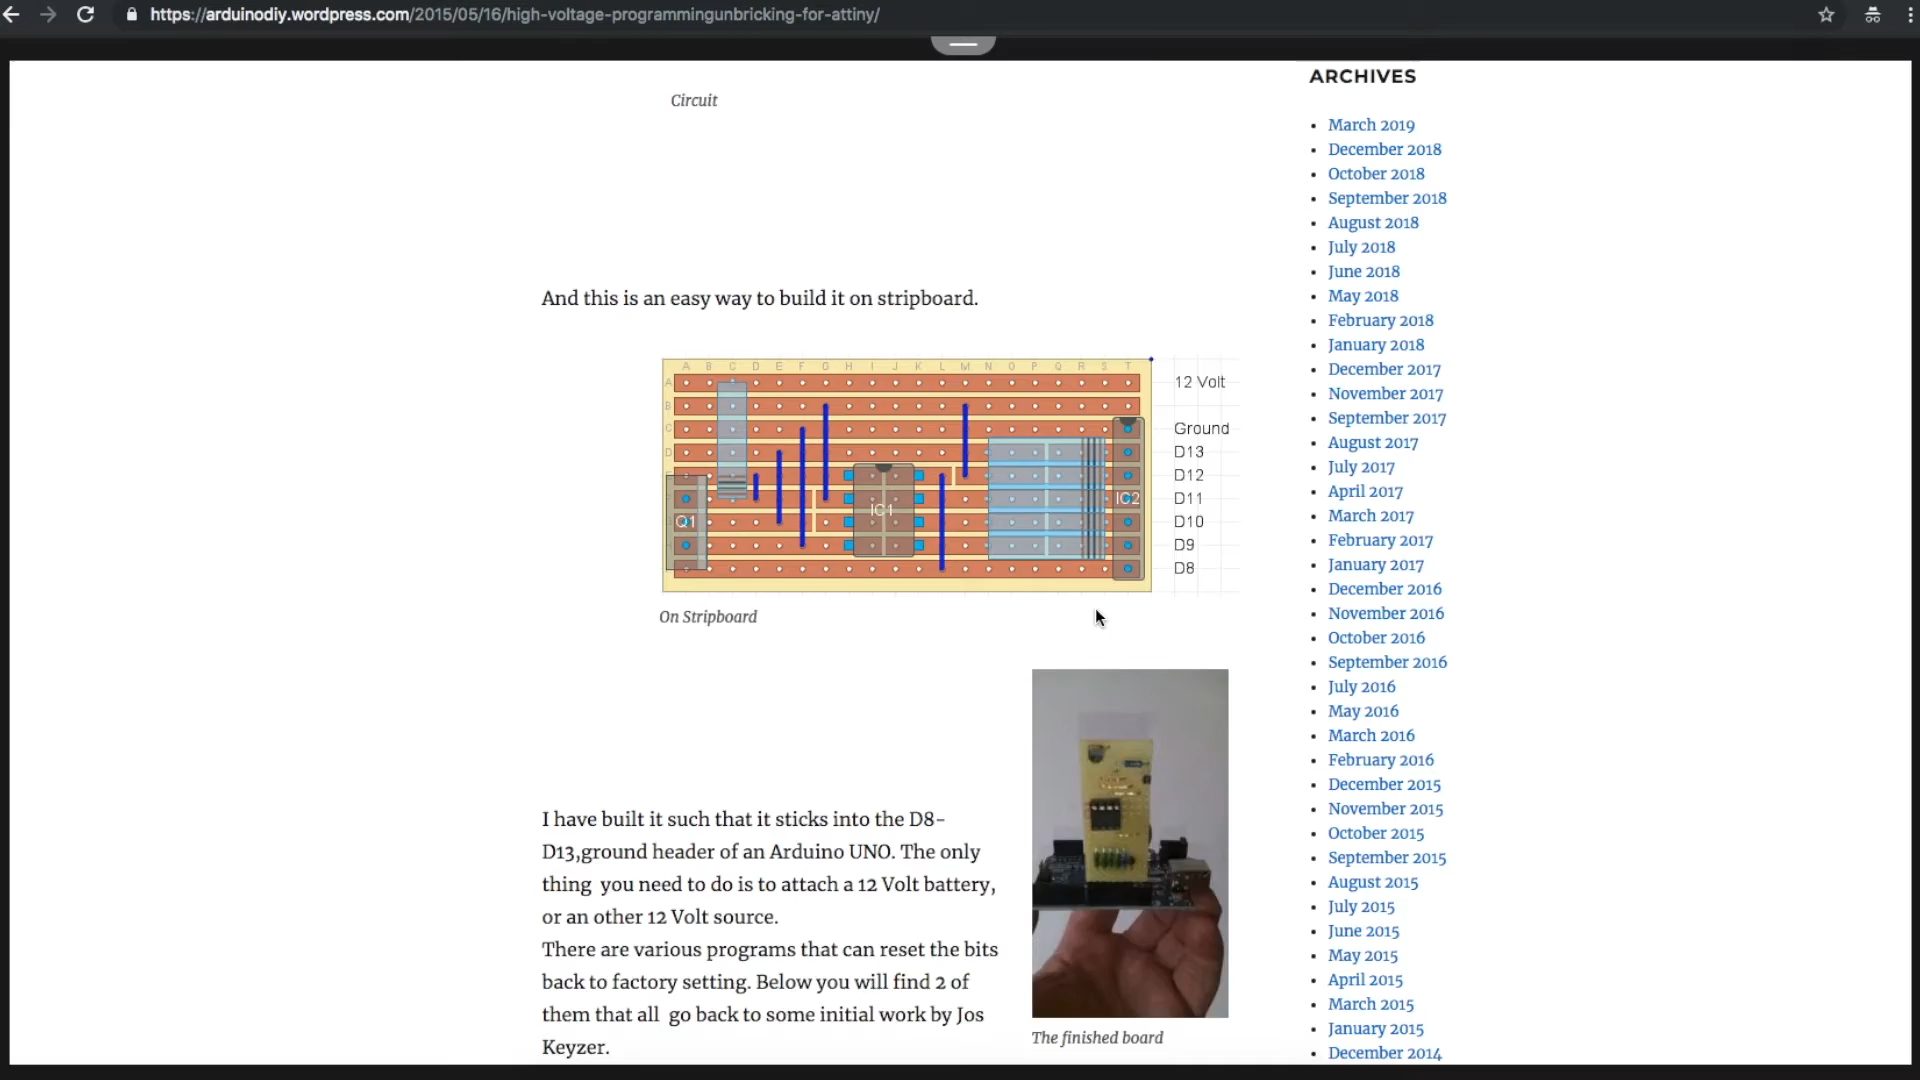 https://arduinodiy.wordpress.com/2015/05/16/high-voltage-programmingunbricking-for-attiny/
Circuit
And this is an easy way to build it on stripboard.
A B C D E F G H I J K L M N O P Q R S T
A
B
C
D
12 Volt
Ground
D13
D12
D11
D10
D9
D8
Q1
IC1
IC2
On Stripboard
I have built it such that it sticks into the D8-
D13,ground header of an Arduino UNO. The only
thing you need to do is to attach a 12 Volt battery,
or an other 12 Volt source.
There are various programs that can reset the bits
back to factory setting. Below you will find 2 of
them that all go back to some initial work by Jos
Keyzer.
The finished board
ARCHIVES
March 2019
December 2018
October 2018
September 2018
August 2018
July 2018
June 2018
May 2018
February 2018
January 2018
December 2017
November 2017
September 2017
August 2017
July 2017
April 2017
March 2017
February 2017
January 2017
December 2016
November 2016
October 2016
September 2016
July 2016
May 2016
March 2016
February 2016
December 2015
November 2015
October 2015
September 2015
August 2015
July 2015
June 2015
May 2015
April 2015
March 2015
January 2015
December 2014